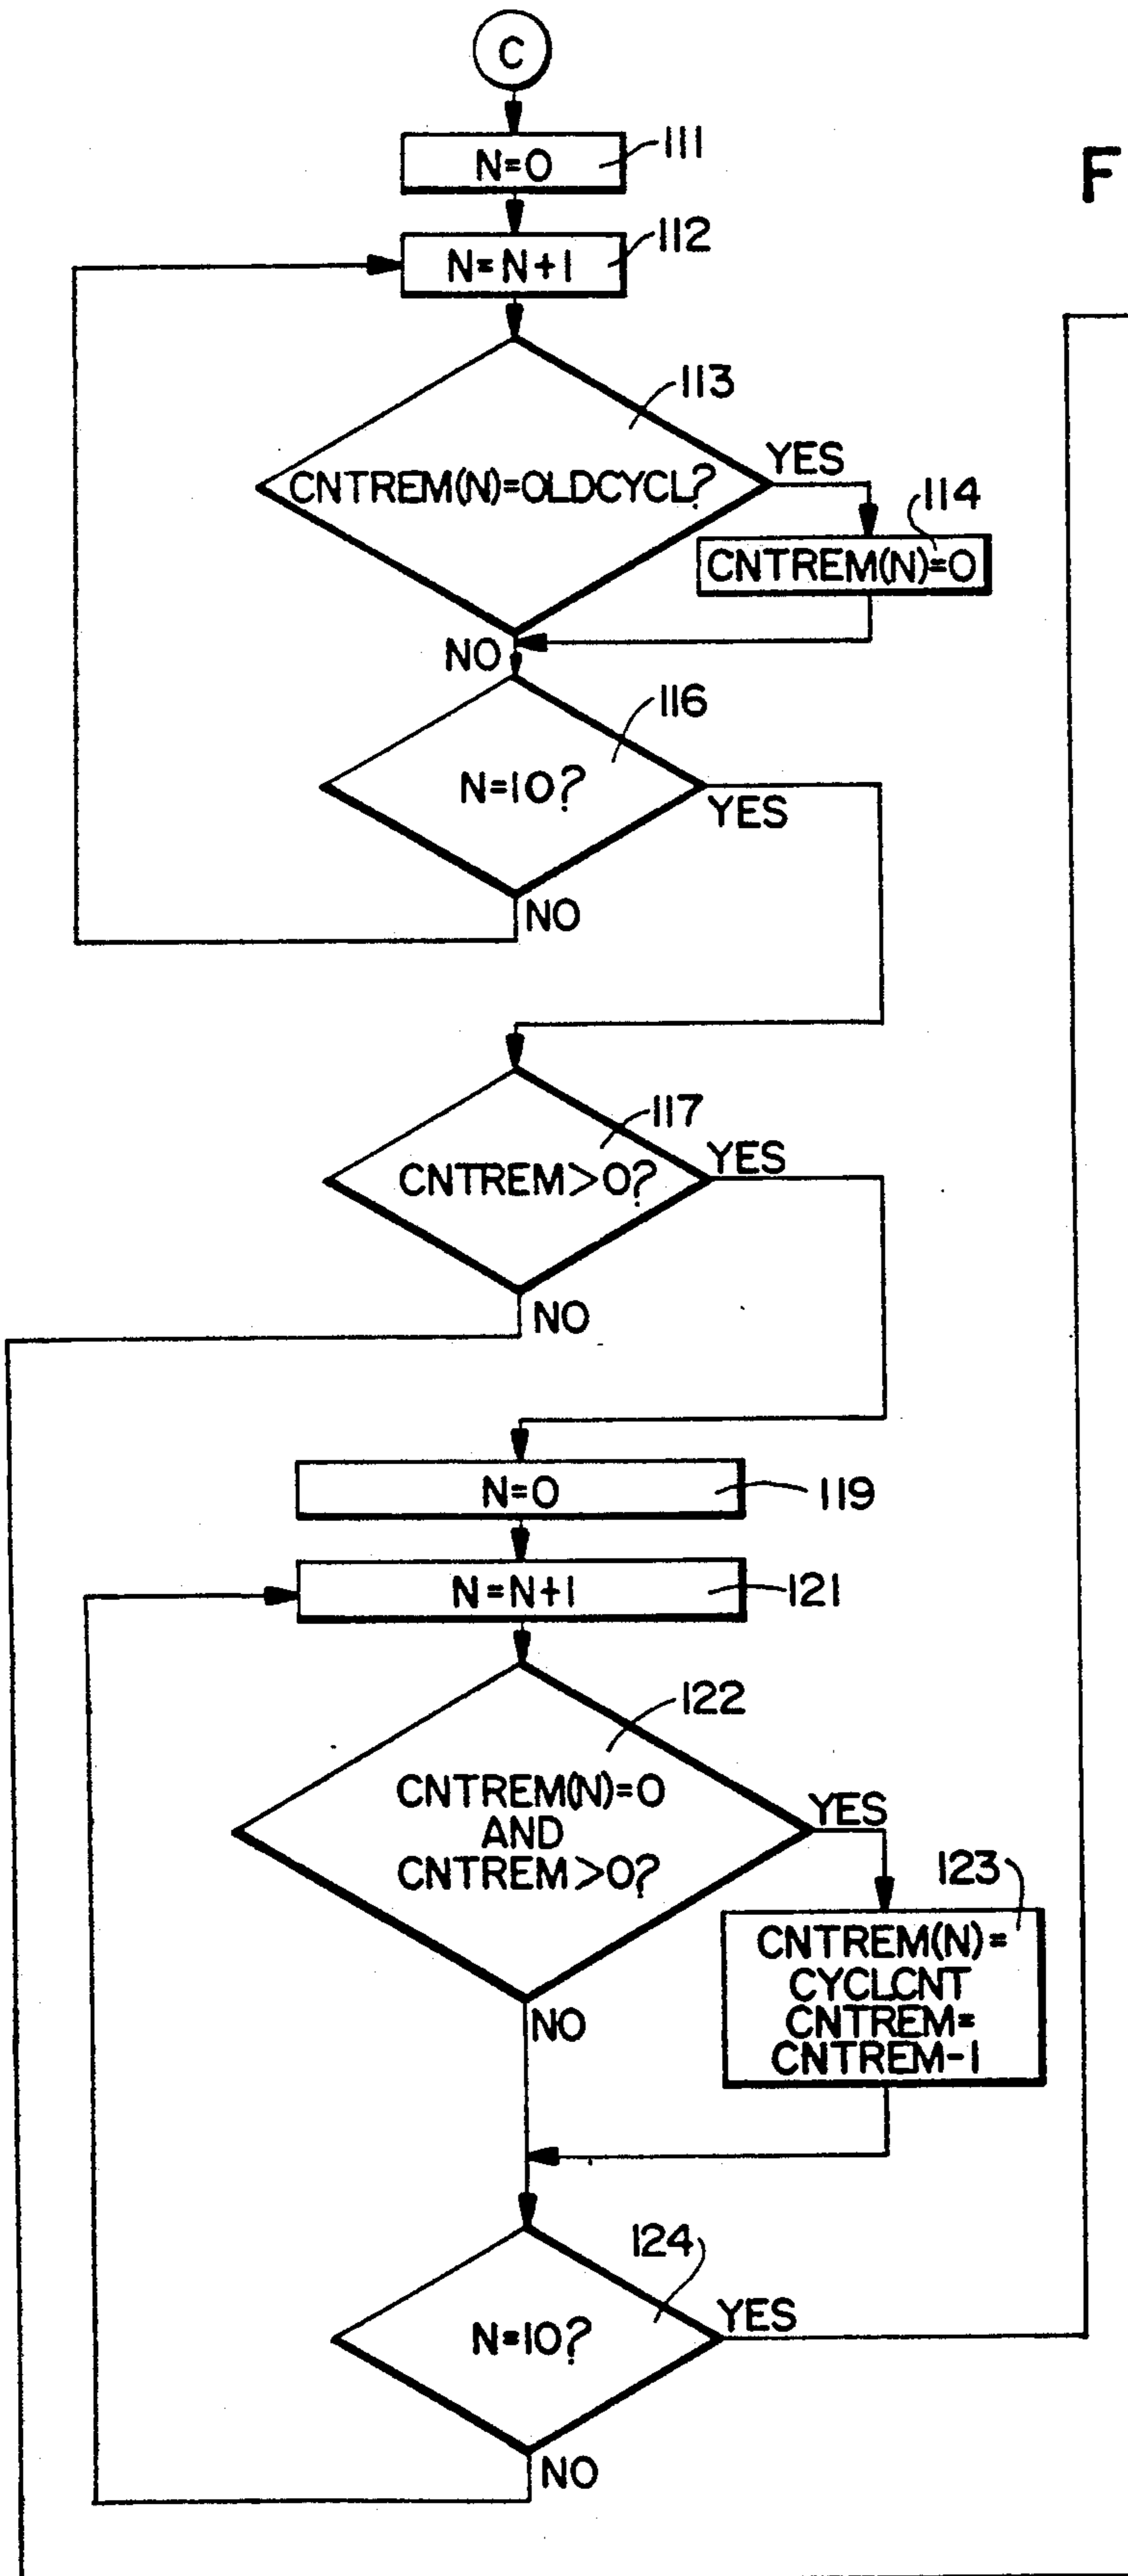 C
N=0
111
F
N=N+1
112
113
CNTREM(N)=OLDCYCL?
YES
114
CNTREM(N)=0
NO
116
N=10?
YES
NO
117
CNTREM>0?
YES
NO
N=0
119
N=N+1
121
122
CNTREM(N)=0
AND
CNTREM>0?
YES
123
CNTREM(N)=
CYCLCNT
CNTREM=
CNTREM-1
NO
124
N=10?
YES
NO